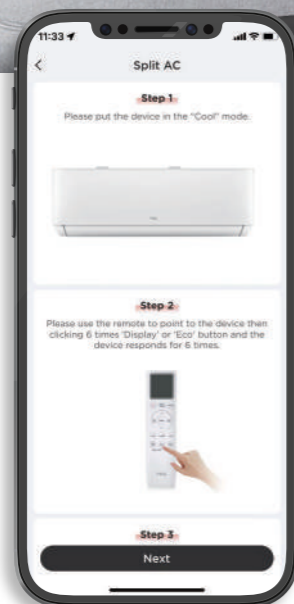 11:33
Split AC
Step 1
Please put the device in the "Cool" mode.
Step 2
Please use the remote to point to the device then
clicking 6 times 'Display' or 'Eco' button and the
device responds for 6 times.
Step 3
Next